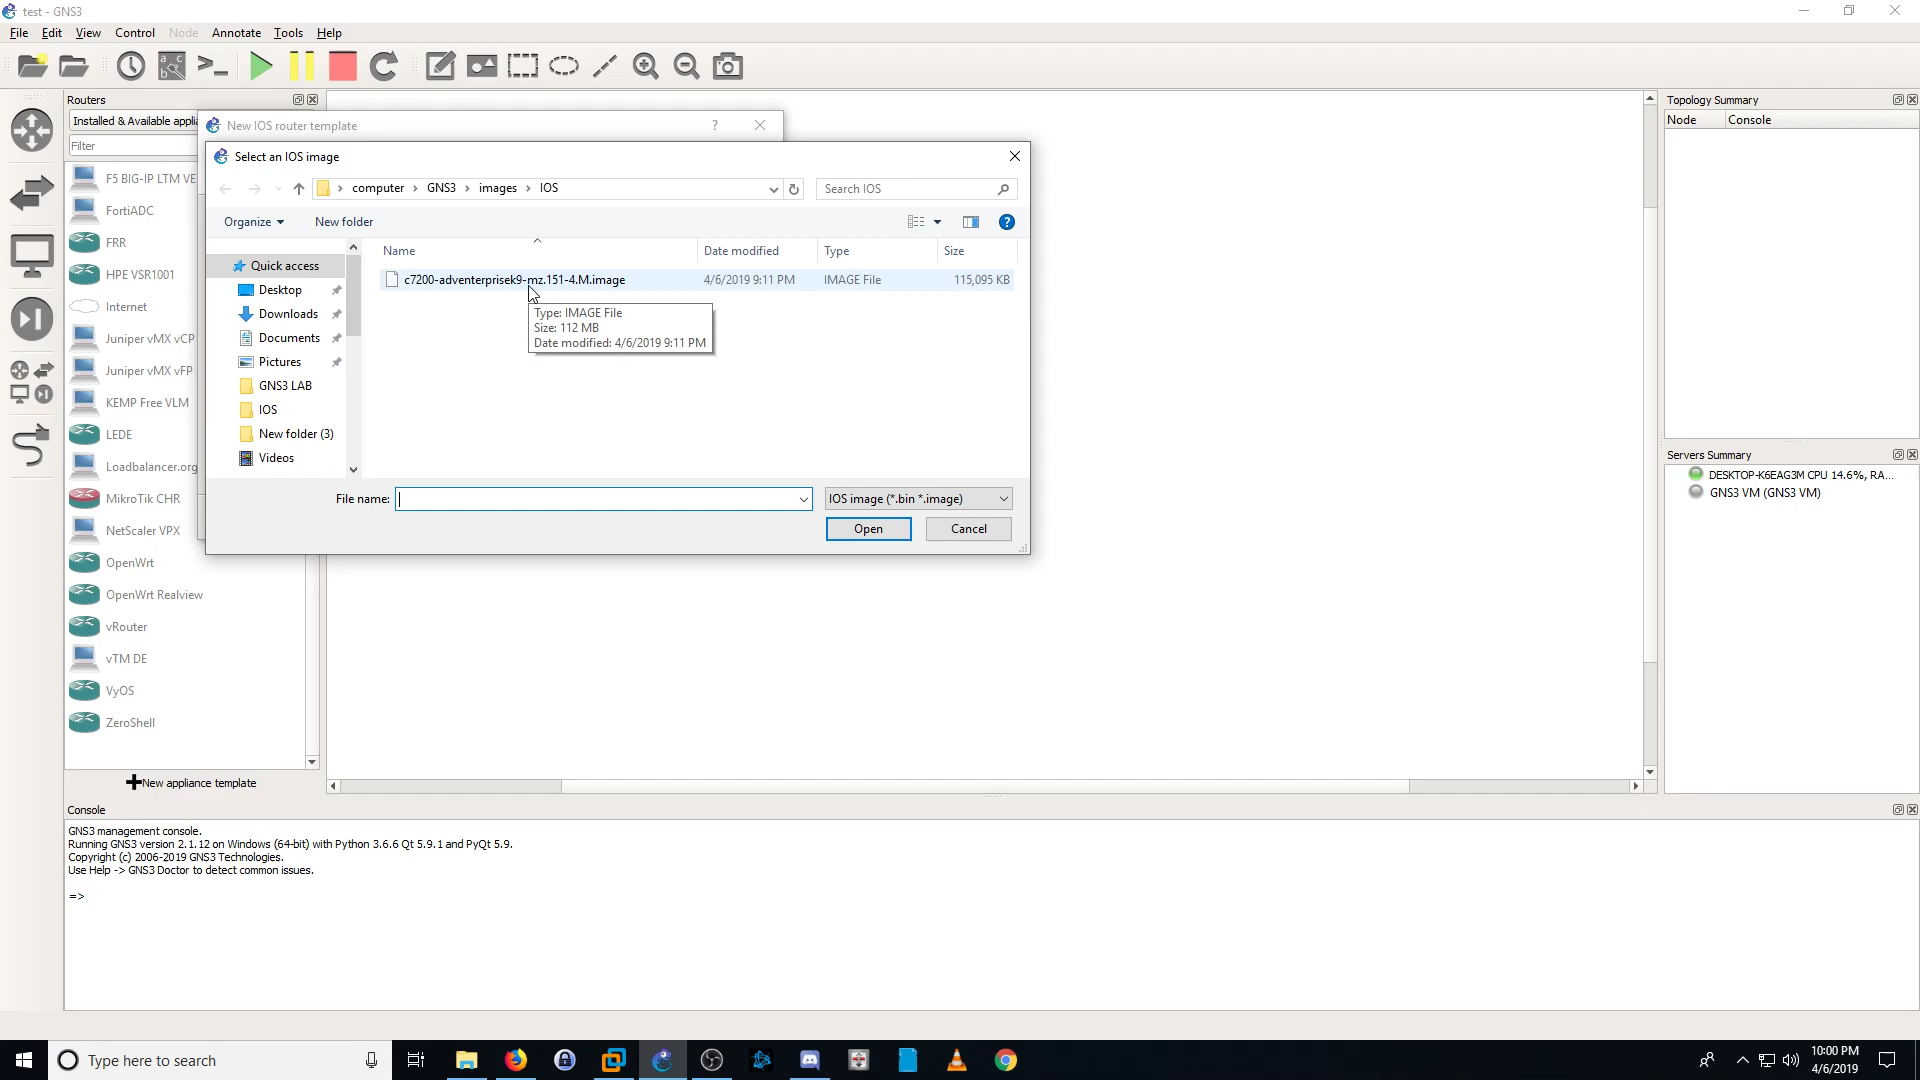 test - GNS3
File Edit View Control Node Annotate Tools Help
Routers
Installed & Available appli
Filter
F5 BIG-IP LTM VE
FortiADC
FRR
HPE VSR1001
Internet
Juniper vMX vCP
Juniper vMX vFP
KEMP Free VLM
LEDE
Loadbalancer.org
MikroTik CHR
NetScaler VPX
OpenWrt
OpenWrt Realview
vRouter
vTM DE
VyOS
ZeroShell
New appliance template
New IOS router template
?
Select an IOS image
computer › GNS3 › images › IOS
Search IOS
Organize New folder
Quick access
Desktop
Downloads
Documents
Pictures
GNS3 LAB
IOS
New folder (3)
Videos
Name Date modified Type Size
c7200-adventerprisek9-mz.151-4.M.image 4/6/2019 9:11 PM IMAGE File 115,095 KB
Type: IMAGE File
Size: 112 MB
Date modified: 4/6/2019 9:11 PM
File name: IOS image (*.bin *.image)
Open Cancel
Topology Summary
Node Console
Servers Summary
DESKTOP-K6EAG3M CPU 14.6%, RA...
GNS3 VM (GNS3 VM)
Console
GNS3 management console.
Running GNS3 version 2.1.12 on Windows (64-bit) with Python 3.6.6 Qt 5.9.1 and PyQt 5.9.
Copyright (c) 2006-2019 GNS3 Technologies.
Use Help -> GNS3 Doctor to detect common issues.
=>
Type here to search
10:00 PM
4/6/2019